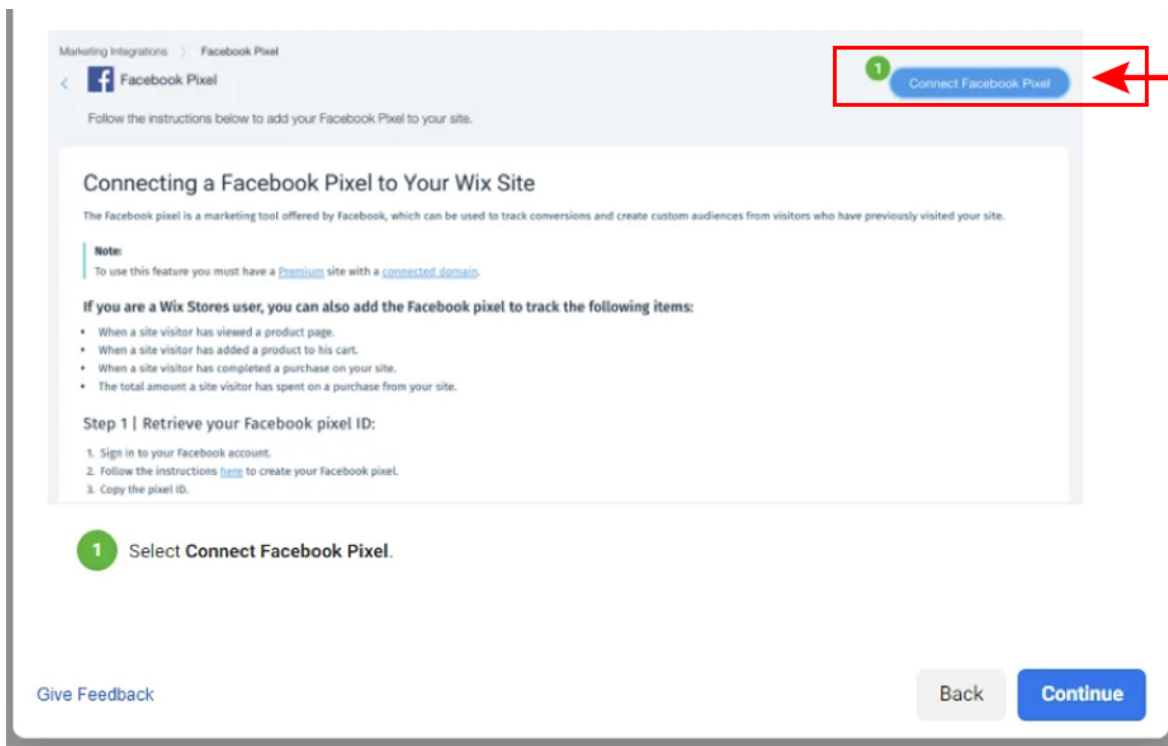 Marketing Integrations > Facebook Pixel
Facebook Pixel
1
Connect Facebook Pixel
Follow the instructions below to add your Facebook Pixel to your site.
Connecting a Facebook Pixel to Your Wix Site
The Facebook pixel is a marketing tool offered by Facebook, which can be used to track conversions and create custom audiences from visitors who have previously visited your site.
Note:
To use this feature you must have a Premium site with a connected domain.
If you are a Wix Stores user, you can also add the Facebook pixel to track the following items:
• When a site visitor has viewed a product page.
• When a site visitor has added a product to his cart.
• When a site visitor has completed a purchase on your site.
• The total amount a site visitor has spent on a purchase from your site.
Step 1 | Retrieve your Facebook pixel ID:
1. Sign in to your Facebook account.
2. Follow the instructions here to create your Facebook pixel.
3. Copy the pixel ID.
1 Select Connect Facebook Pixel.
Give Feedback
Back
Continue